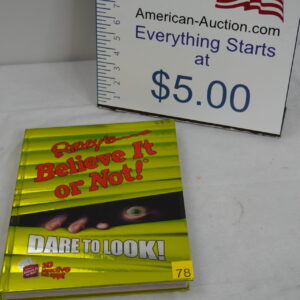 American-Auction.com
Everything Starts
at
$5.00
Ripley's
Believe It
or Not!
DARE TO LOOK!
78